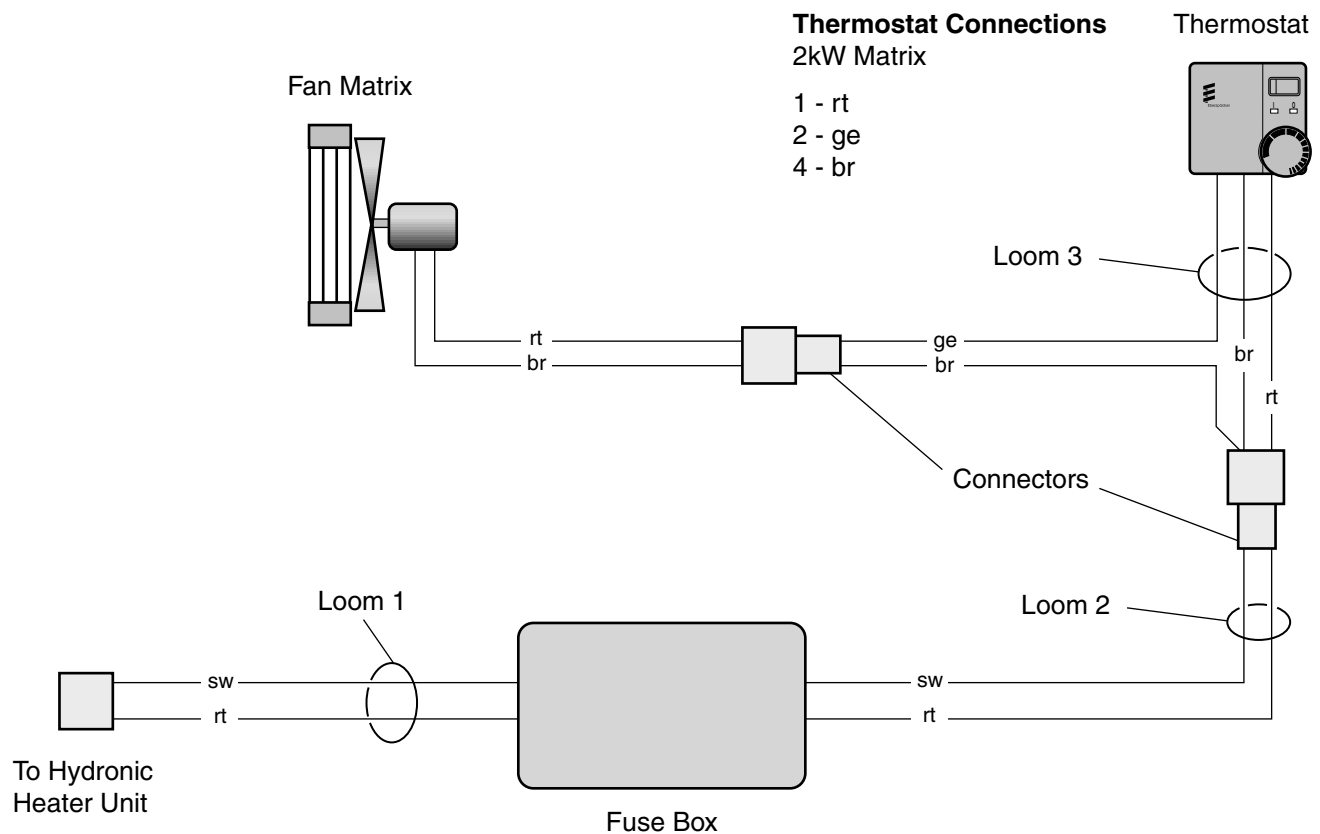 Thermostat Connections
2kW Matrix
1 - rt
2 - ge
4 - br
Thermostat
Fan Matrix
Loom 3
rt
br
ge
br
br
rt
Connectors
Loom 1
Loom 2
sw
rt
sw
rt
To Hydronic
Heater Unit
Fuse Box